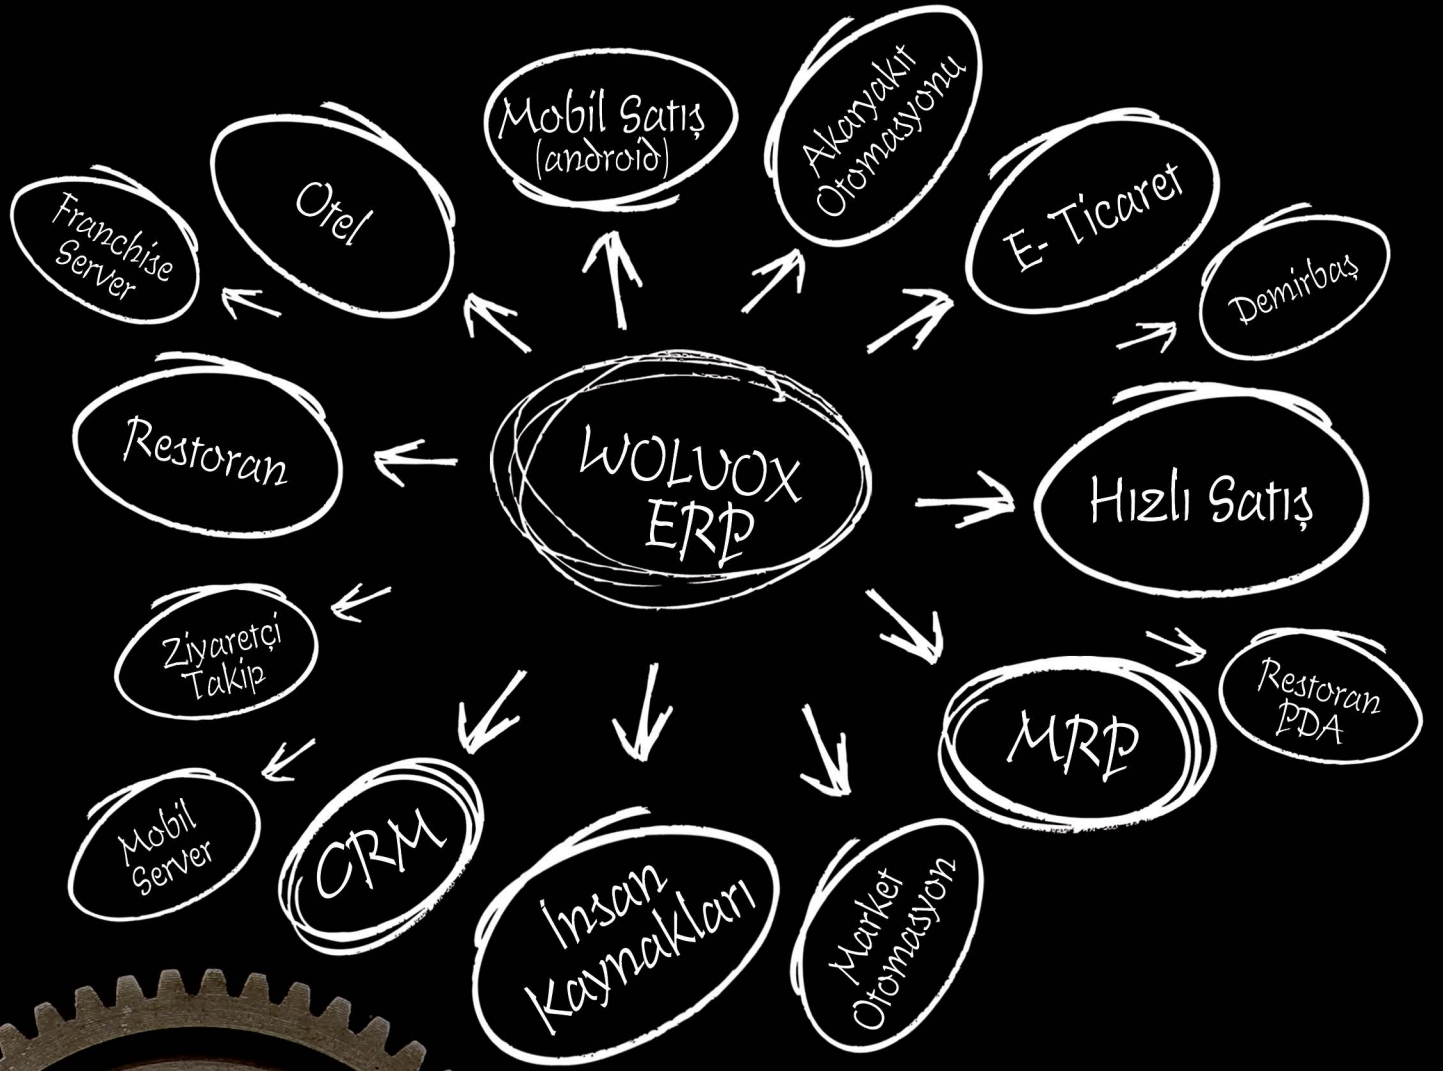 Mobil Satış
(android)
Akaryakıt
Otomasyonu
Otel
E- Ticaret
Franchise
Server
Demirbaş
Restoran
WOLVOX
ERP
Hızlı Satış
Ziyaretçi
Takip
Restoran
PDA
MRP
Mobil
Server
CRM
İnsan
Kaynakları
Market
Otomasyon